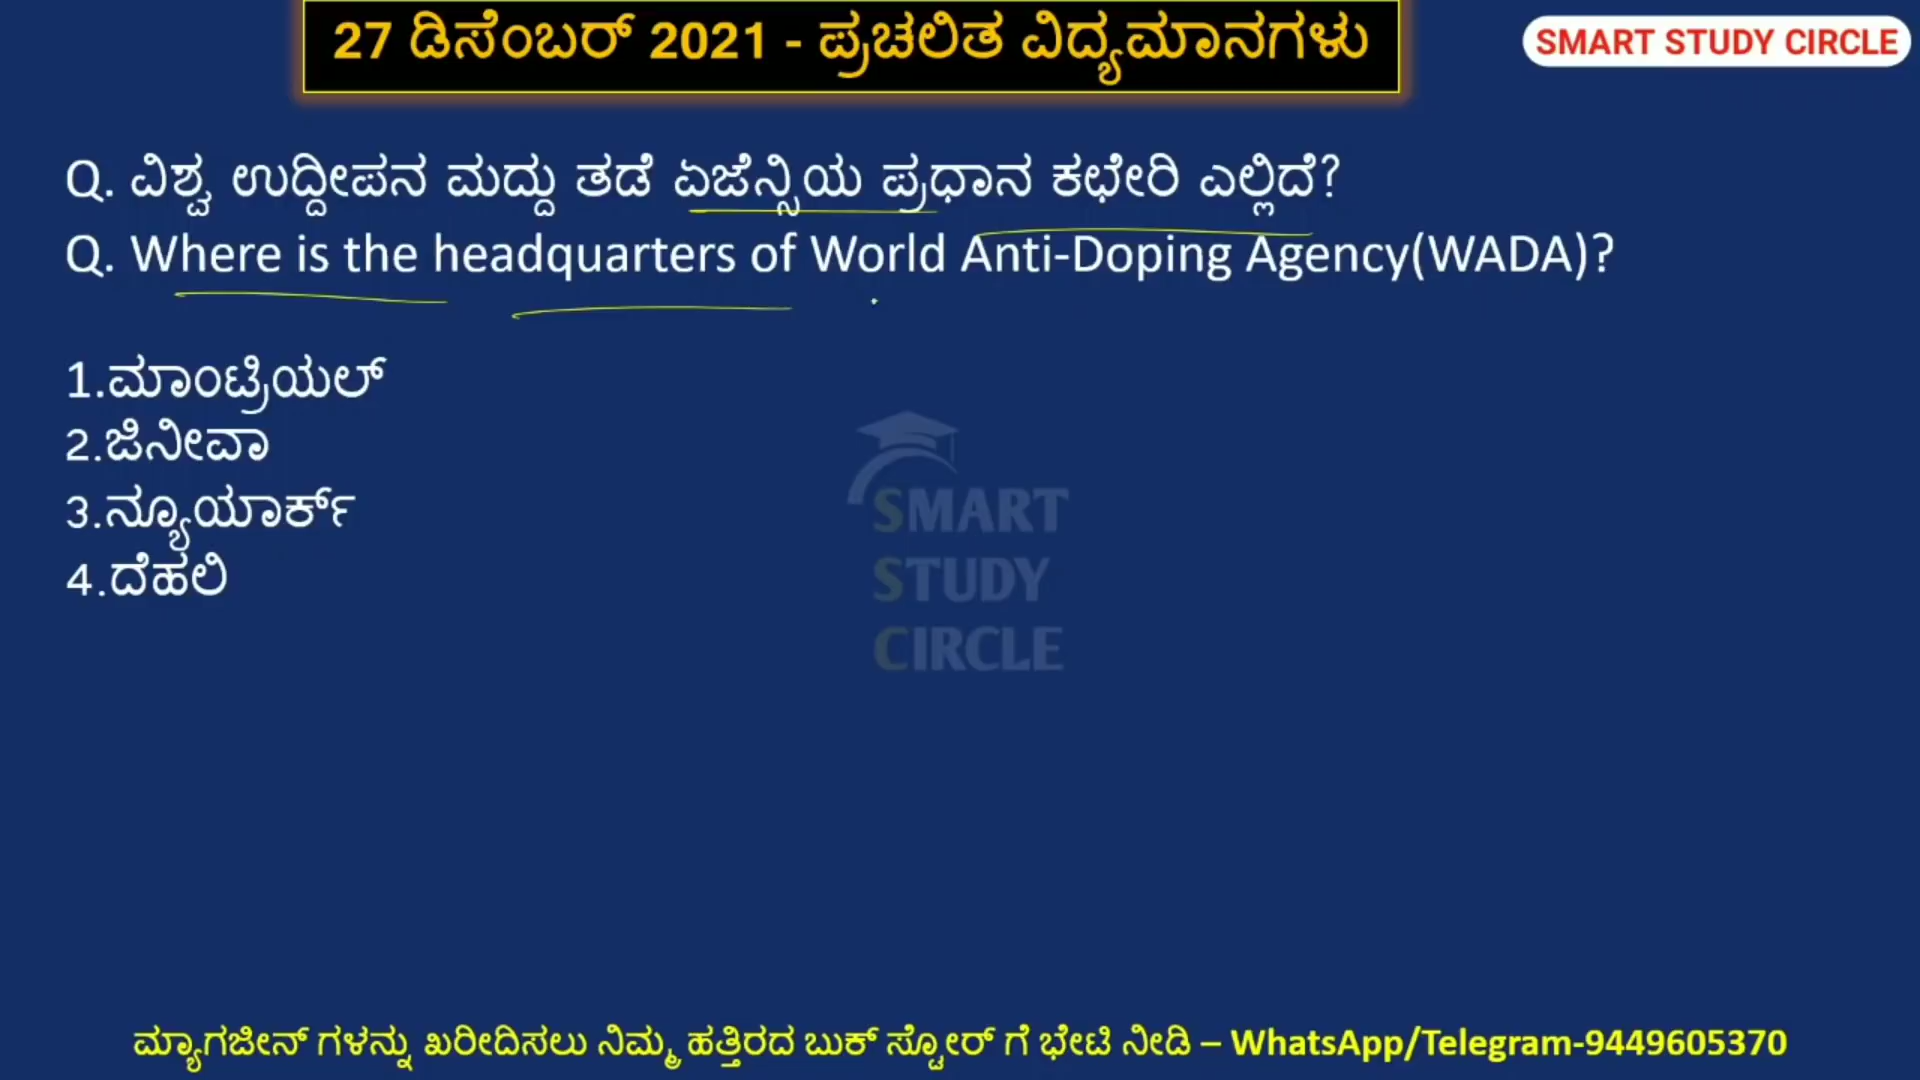 27 ಡಿಸೆಂಬರ್ 2021 - ಪ್ರಚಲಿತ ವಿದ್ಯಮಾನಗಳು
SMART STUDY CIRCLE
Q. ವಿಶ್ವ ಉದ್ದೀಪನ ಮದ್ದು ತಡೆ ಏಜೆನ್ಸಿಯ ಪ್ರಧಾನ ಕಛೇರಿ ಎಲ್ಲಿದೆ?
Q. Where is the headquarters of World Anti-Doping Agency(WADA)?
1.ಮಾಂಟ್ರಿಯಲ್
2.ಜಿನೀವಾ
3.ನ್ಯೂಯಾರ್ಕ್
4.ದೆಹಲಿ
SMART
STUDY
CIRCLE
ಮ್ಯಾಗಜೀನ್ ಗಳನ್ನು ಖರೀದಿಸಲು ನಿಮ್ಮ ಹತ್ತಿರದ ಬುಕ್ ಸ್ಟೋರ್ ಗೆ ಭೇಟಿ ನೀಡಿ – WhatsApp/Telegram-9449605370